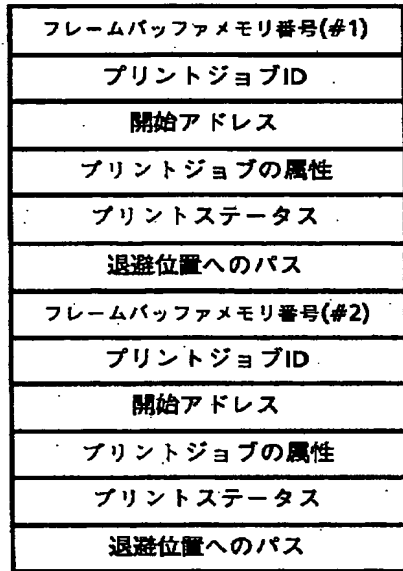 フレームバッファメモリ番号(#1)
プリントジョブID
開始アドレス
プリントジョブの属性
プリントステータス
退避位置へのパス
フレームバッファメモリ番号(#2)
プリントジョブID
開始アドレス
プリントジョブの属性
プリントステータス
退避位置へのパス